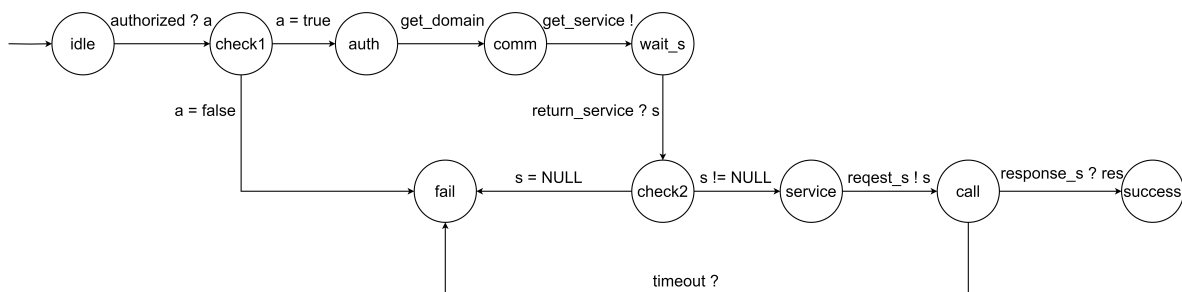 authorized ? a
a = true
get_domain
get_service !
idle
check1
auth
comm
wait_s
a = false
return_service ? s
fail
s = NULL
check2
s != NULL
service
reqest_s ! s
call
response_s ? res
success
timeout ?